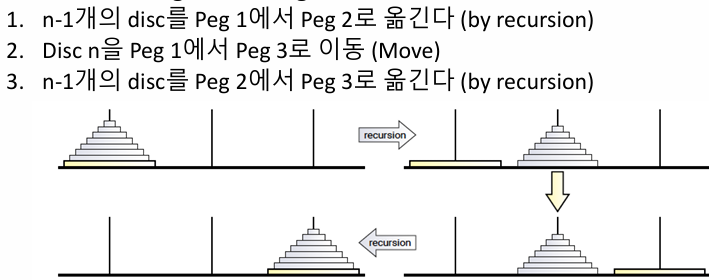 1. n-1개의 disc를 Peg 1에서 Peg 2로 옮긴다 (by recursion)
2. Disc n을 Peg 1에서 Peg 3로 이동 (Move)
3. n-1개의 disc를 Peg 2에서 Peg 3로 옮긴다 (by recursion)
recursion
recursion